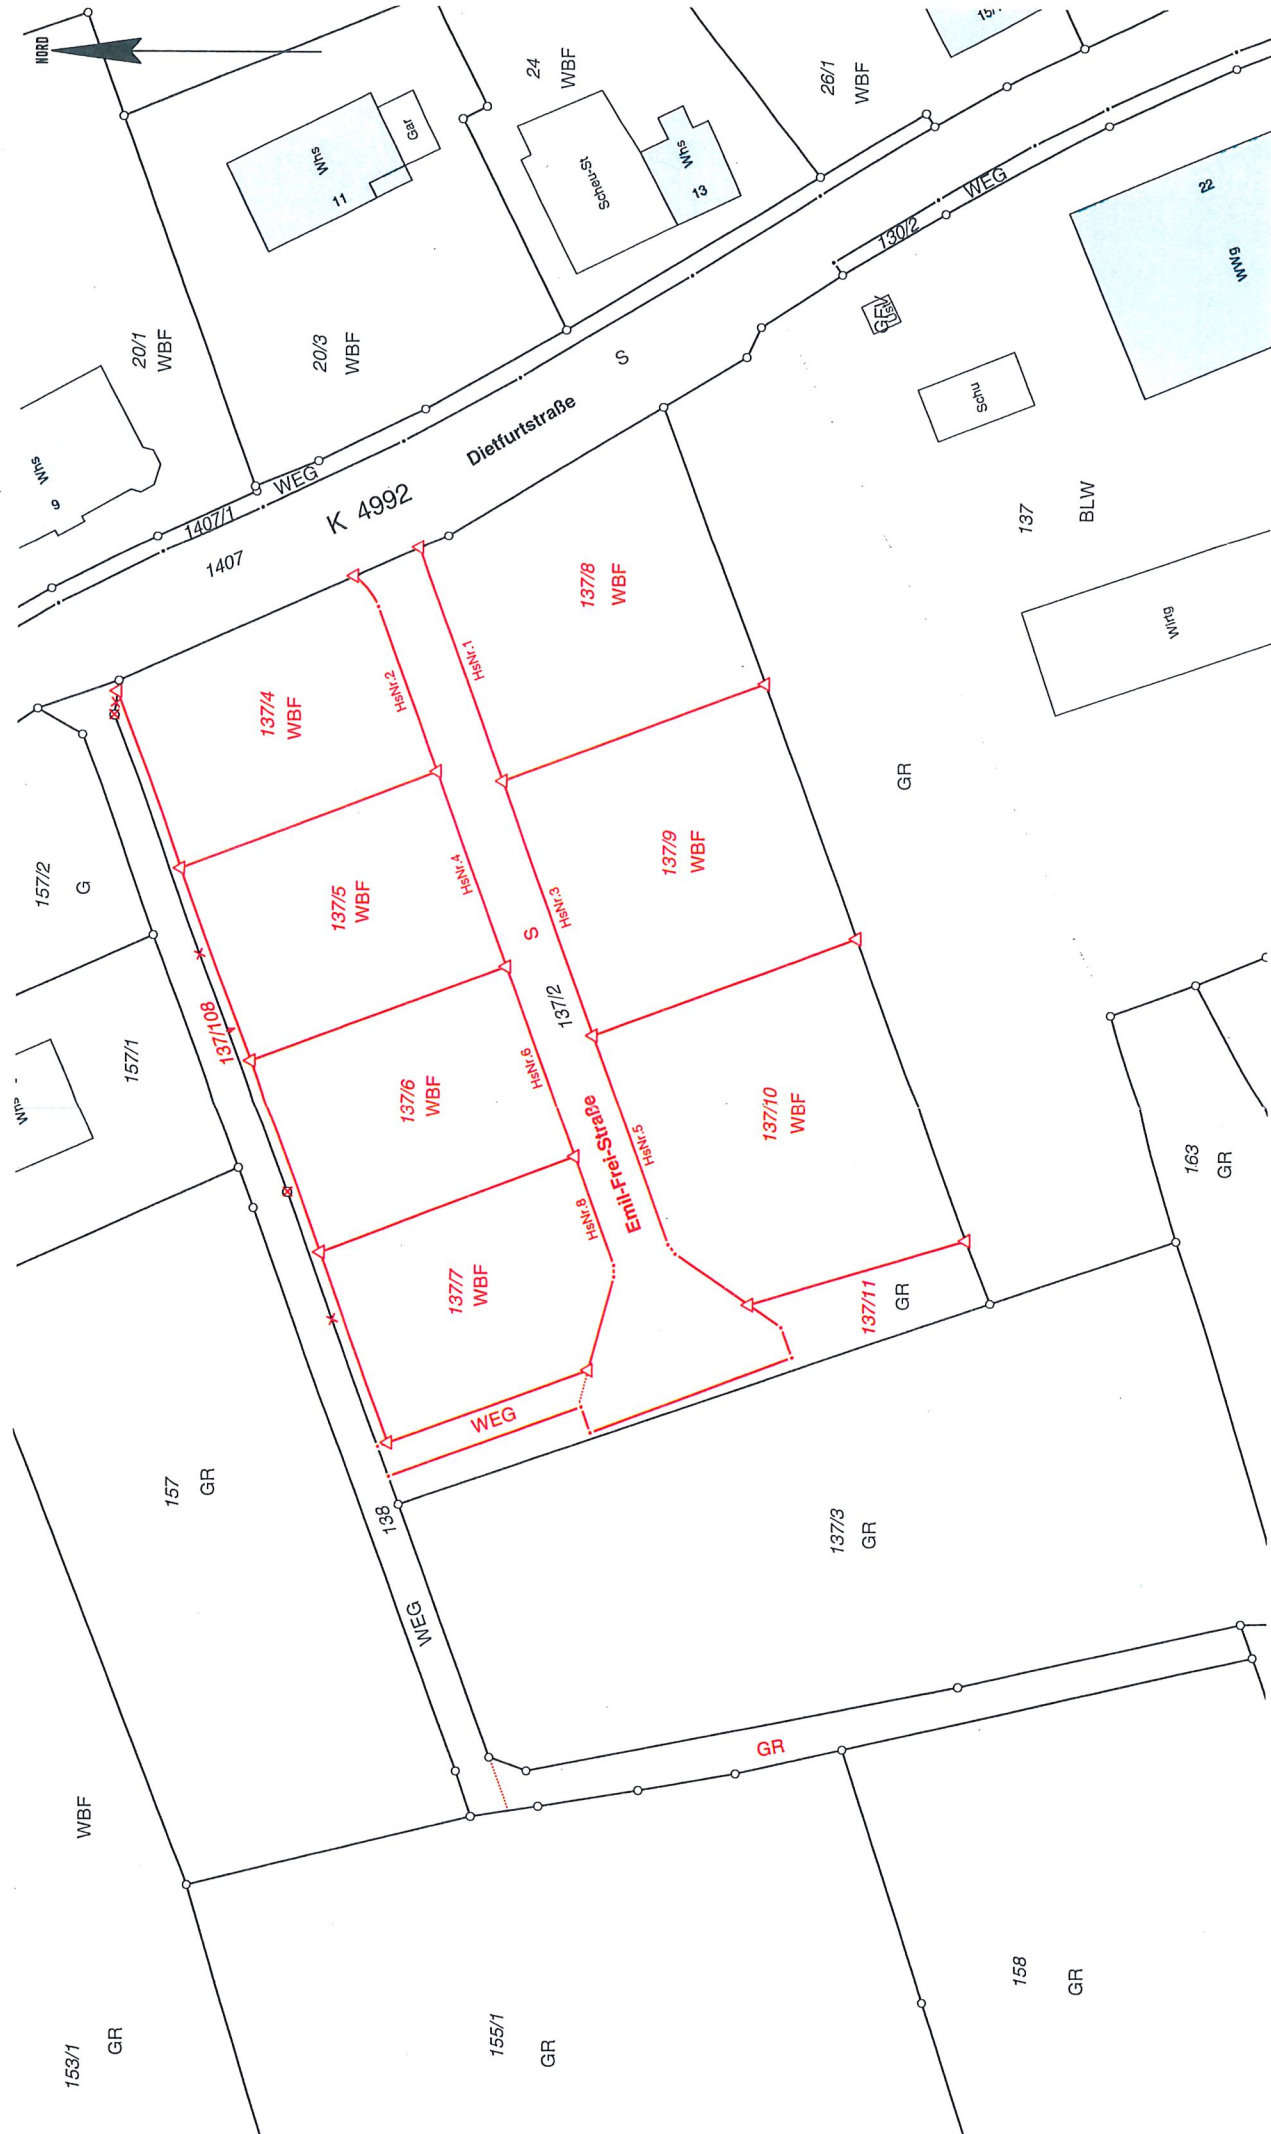 NORD
24
WBF
15/
26/1
WBF
Whs
11
Gar
Scheu-St
Whs
13
22
WWg
WEG
130/2
20/1
WBF
20/3
WBF
Whs
9
S
Dietfurtstraße
K 4992
WEG
1407/1
1407
Schu
137
BLW
Wirtg
137/8
WBF
HsNr.1
HsNr.2
137/4
WBF
GR
157/2
G
137/5
WBF
HsNr.4
137/9
WBF
HsNr.3
S
137/2
137/108
157/1
137/6
WBF
HsNr.6
Emil-Frei-Straße
HsNr.5
137/10
WBF
163
GR
HsNr.8
137/7
WBF
137/11
GR
WEG
157
GR
138
137/3
GR
WEG
GR
WBF
158
GR
153/1
GR
155/1
GR